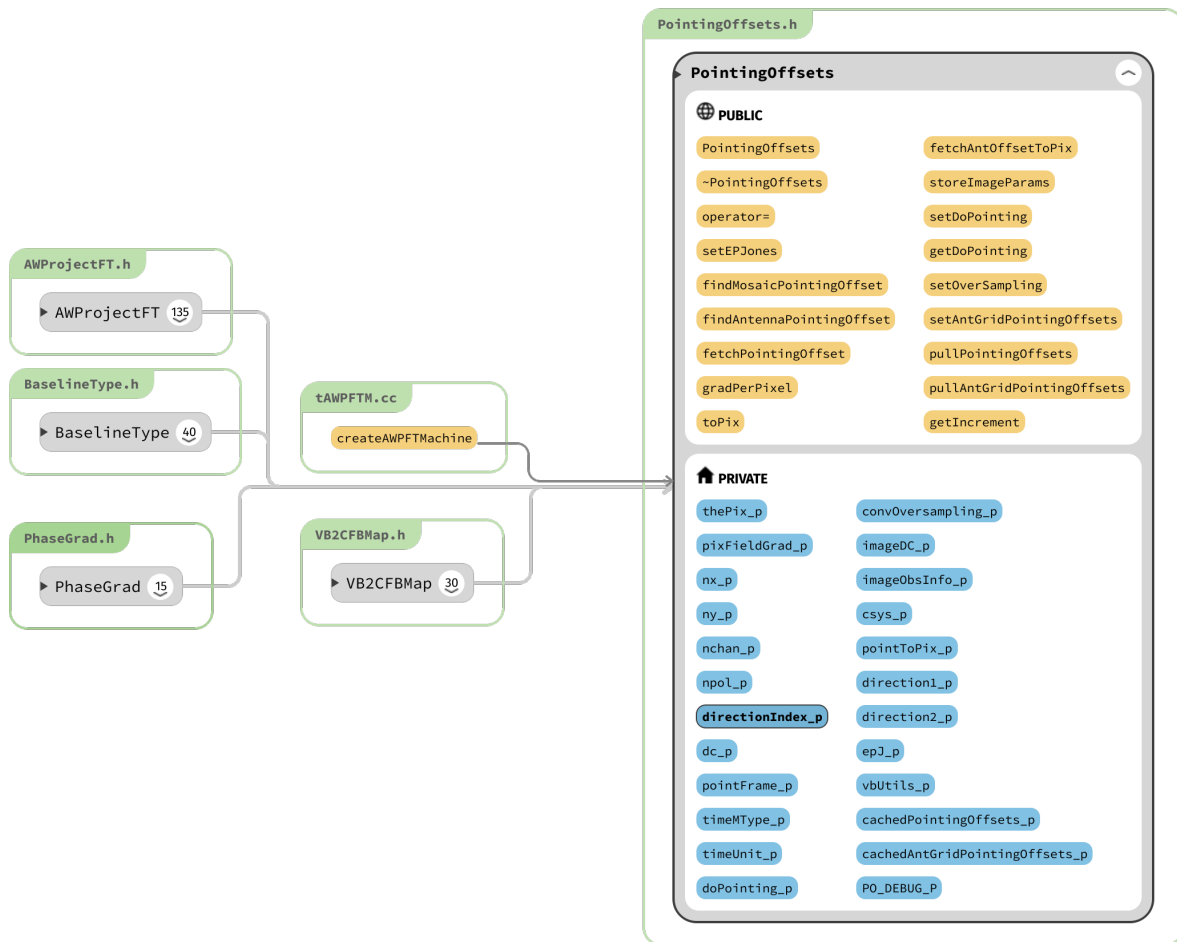 PointingOffsets.h
PointingOffsets
PUBLIC
PointingOffsets
~PointingOffsets
operator=
setEPJones
findMosaicPointingOffset
findAntennaPointingOffset
fetchPointingOffset
gradPerPixel
toPix
fetchAntOffsetToPix
storeImageParams
setDoPointing
getDoPointing
setOverSampling
setAntGridPointingOffsets
pullPointingOffsets
pullAntGridPointingOffsets
getIncrement
PRIVATE
thePix_p
pixFieldGrad_p
nx_p
ny_p
nchan_p
npol_p
directionIndex_p
dc_p
pointFrame_p
timeMType_p
timeUnit_p
doPointing_p
convOversampling_p
imageDC_p
imageObsInfo_p
csys_p
pointToPix_p
direction1_p
direction2_p
epJ_p
vbUtils_p
cachedPointingOffsets_p
cachedAntGridPointingOffsets_p
PO_DEBUG_P
AWProjectFT.h
AWProjectFT 135
BaselineType.h
BaselineType 40
PhaseGrad.h
PhaseGrad 15
tAWPFTM.cc
createAWPFTMachine
VB2CFBMap.h
VB2CFBMap 30